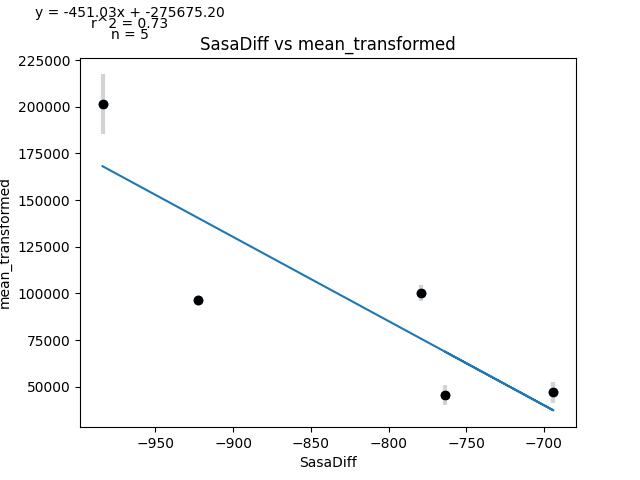 y = -451.03x + -275675.20
r^2 = 0.73
n = 5
SasaDiff vs mean_transformed
225000
200000
175000
150000
125000
100000
75000
50000
mean_transformed
−950
−900
−850
−800
−750
−700
SasaDiff